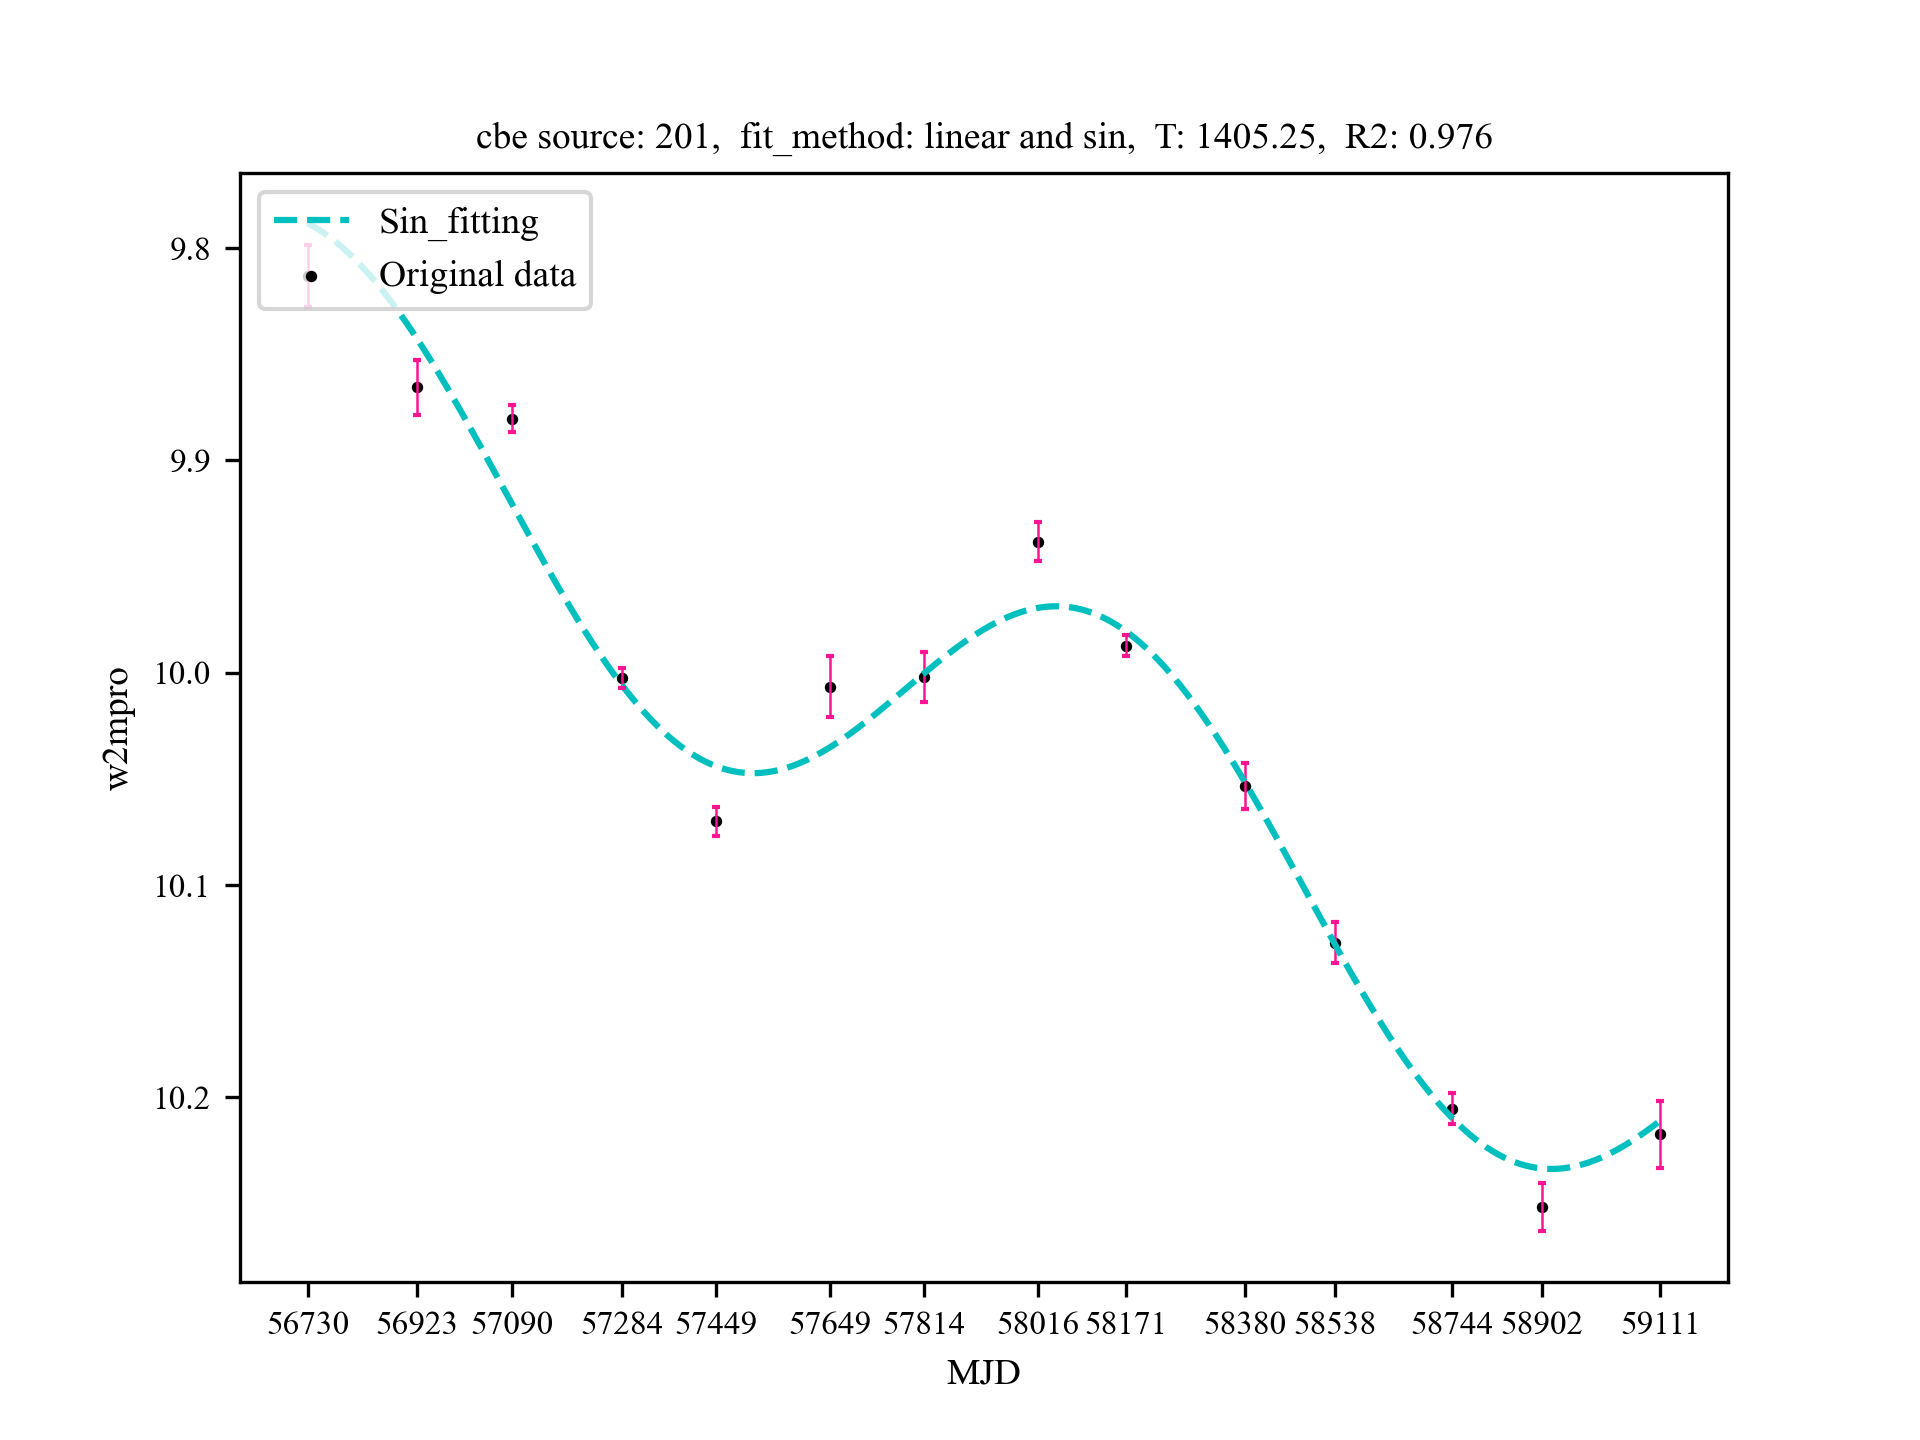 cbe source: 201,  fit_method: linear and sin,  T: 1405.25,  R2: 0.976
Sin_fitting
Original data
9.8
9.9
10.0
10.1
10.2
w2mpro
56730 56923 57090 57284 57449 57649 57814 58016 58171 58380 58538 58744 58902 59111
MJD